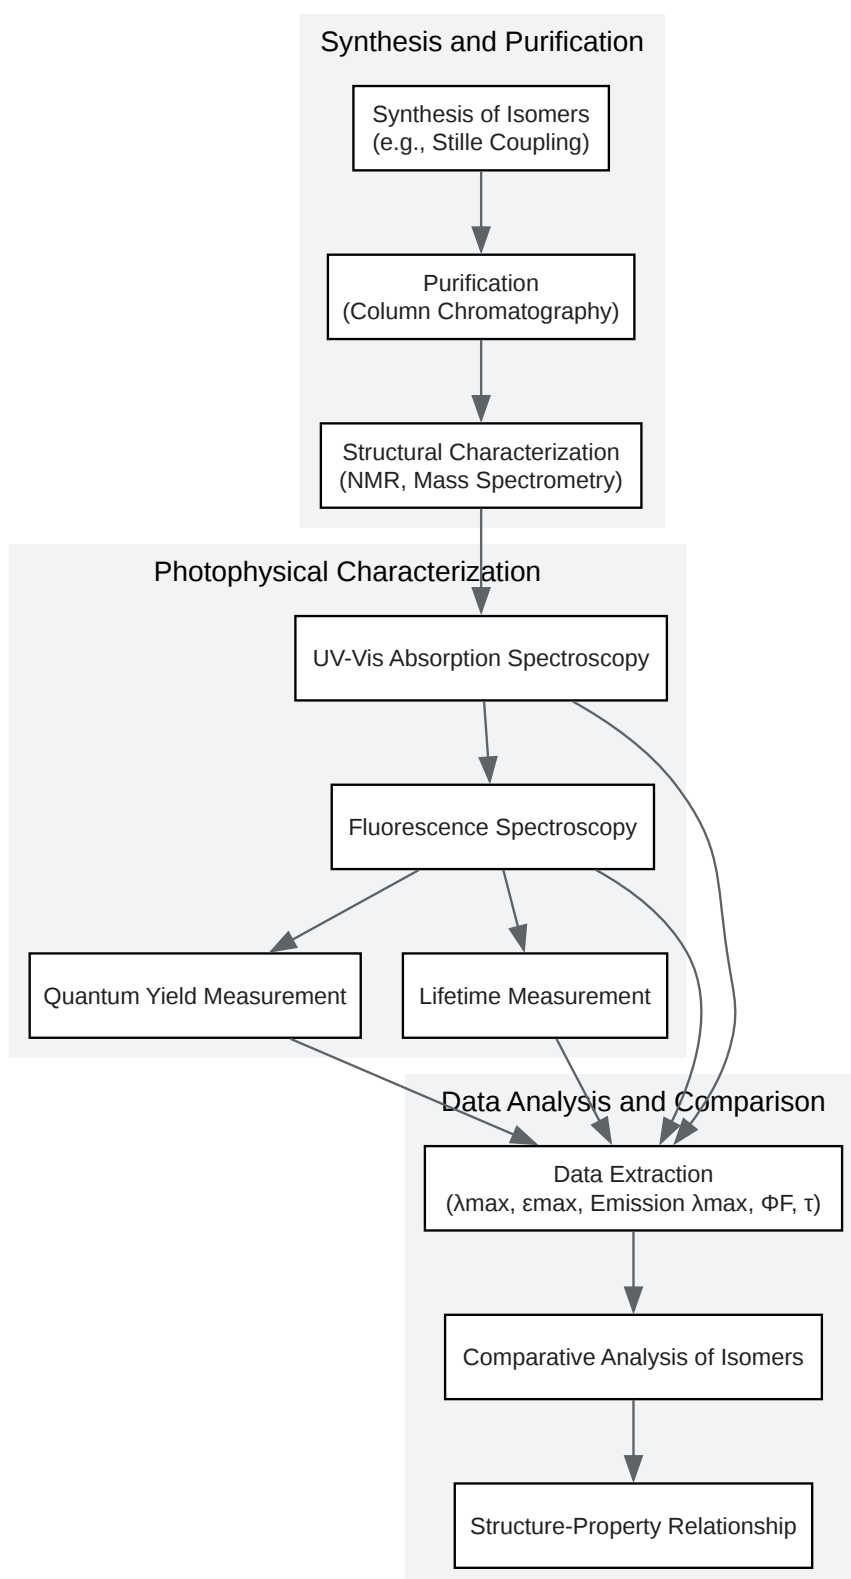 Synthesis and Purification
Synthesis of Isomers
(e.g., Stille Coupling)
Purification
(Column Chromatography)
Structural Characterization
(NMR, Mass Spectrometry)
Photophysical Characterization
UV-Vis Absorption Spectroscopy
Fluorescence Spectroscopy
Quantum Yield Measurement
Lifetime Measurement
Data Analysis and Comparison
Data Extraction
(λmax, εmax, Emission λmax, ΦF, τ)
Comparative Analysis of Isomers
Structure-Property Relationship